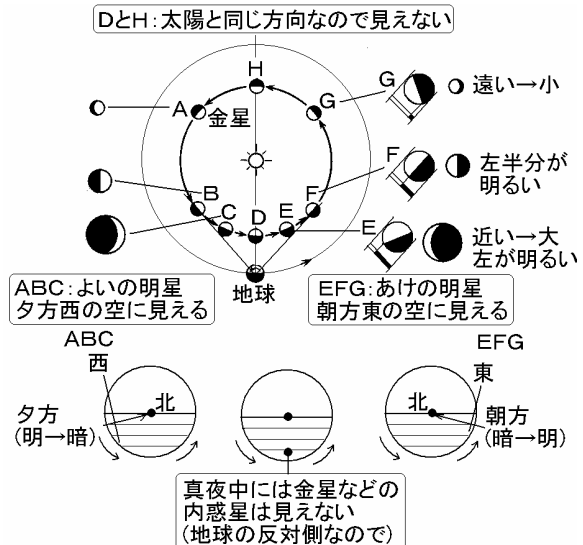 DとH：太陽と同じ方向なので見えない
H
A
金星
G
G
遠い→小
B
C
D
E
F
F
左半分が
明るい
E
近い→大
左が明るい
地球
ABC：よいの明星
夕方西の空に見える
EFG：あけの明星
朝方東の空に見える
ABC
西
北
夕方
(明→暗)
EFG
東
北
朝方
(暗→明)
真夜中には金星などの
内惑星は見えない
(地球の反対側なので)